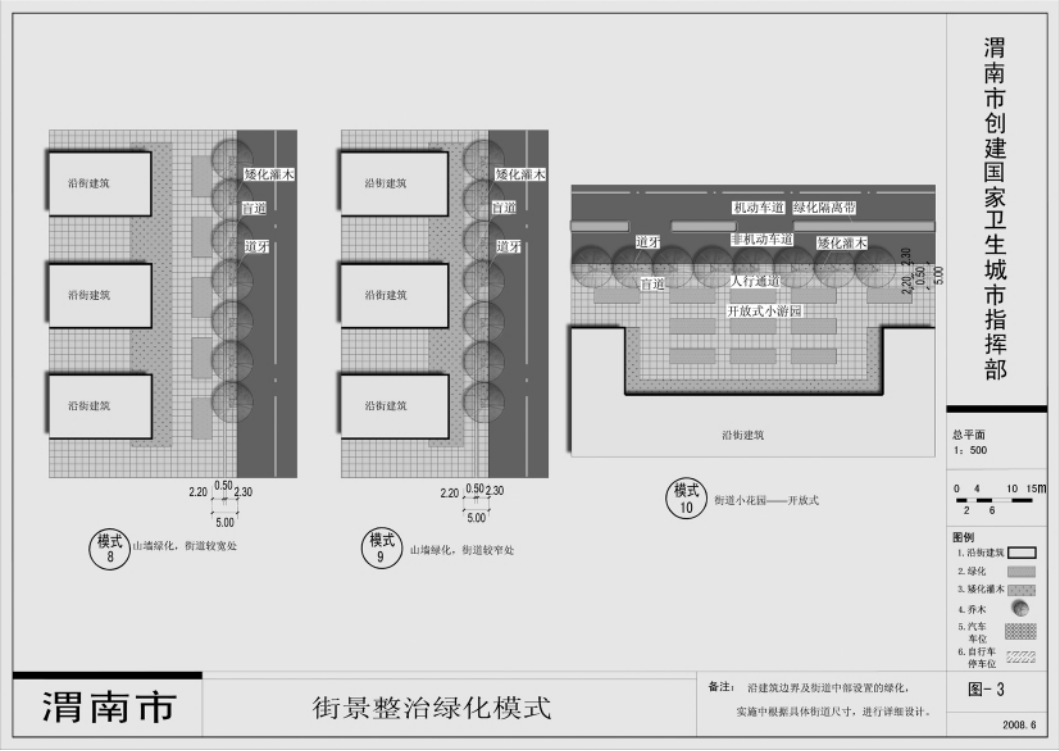 沿街建筑
沿街建筑
沿街建筑
矮化灌木
盲道
道牙
2.20
0.50
2.30
5.00
模式
8
山墙绿化，街道较宽处
沿街建筑
沿街建筑
沿街建筑
矮化灌木
盲道
道牙
2.20
0.50
2.30
5.00
模式
9
山墙绿化，街道较窄处
机动车道
绿化隔离带
道牙
非机动车道
矮化灌木
盲道
人行通道
开放式小游园
2.30
0.50
2.20
5.00
沿街建筑
模式
10
街道小花园——开放式
渭南市创建国家卫生城市指挥部
总平面
1：500
0 4 10 15m
2 6
图例
1.沿街建筑
2.绿化
3.矮化灌木
4.乔木
5.汽车
车位
6.自行车
停车位
渭南市
街景整治绿化模式
备注： 沿建筑边界及街道中部设置的绿化，
实施中根据具体街道尺寸，进行详细设计。
图-3
2008.6